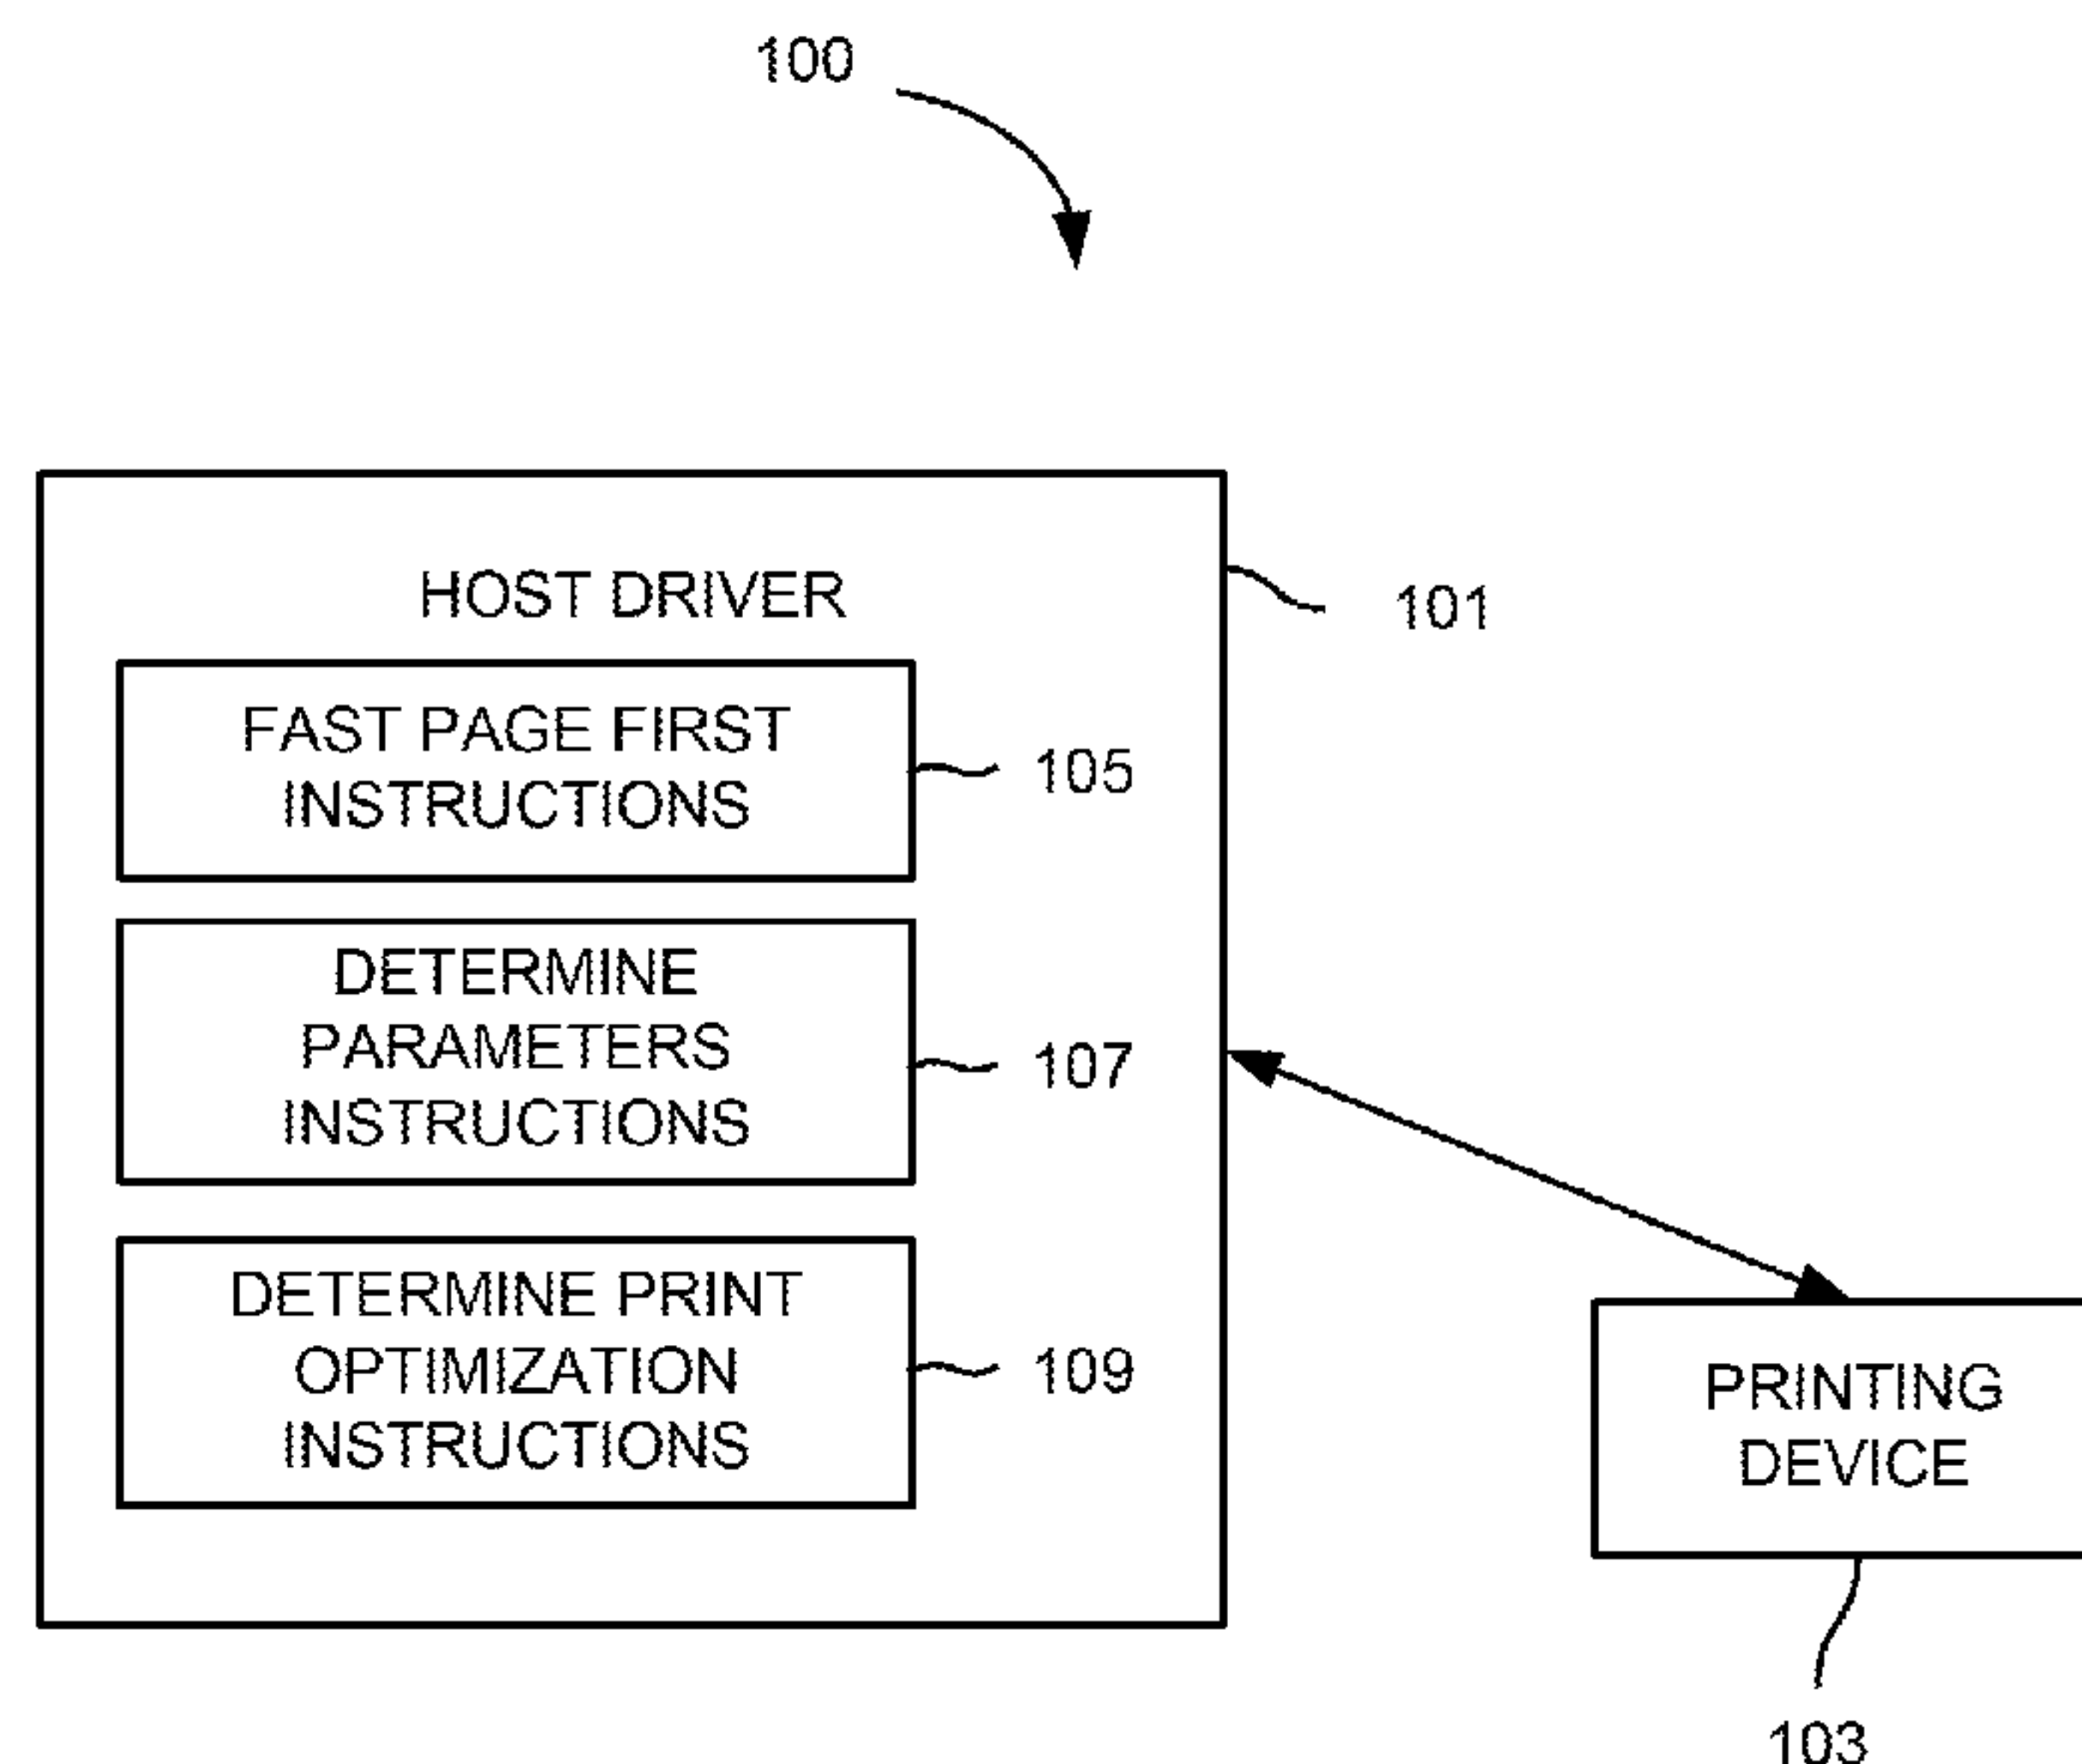 100
HOST DRIVER
101
FAST PAGE FIRST
INSTRUCTIONS
105
DETERMINE
PARAMETERS
INSTRUCTIONS
107
DETERMINE PRINT
OPTIMIZATION
INSTRUCTIONS
109
PRINTING
DEVICE
103